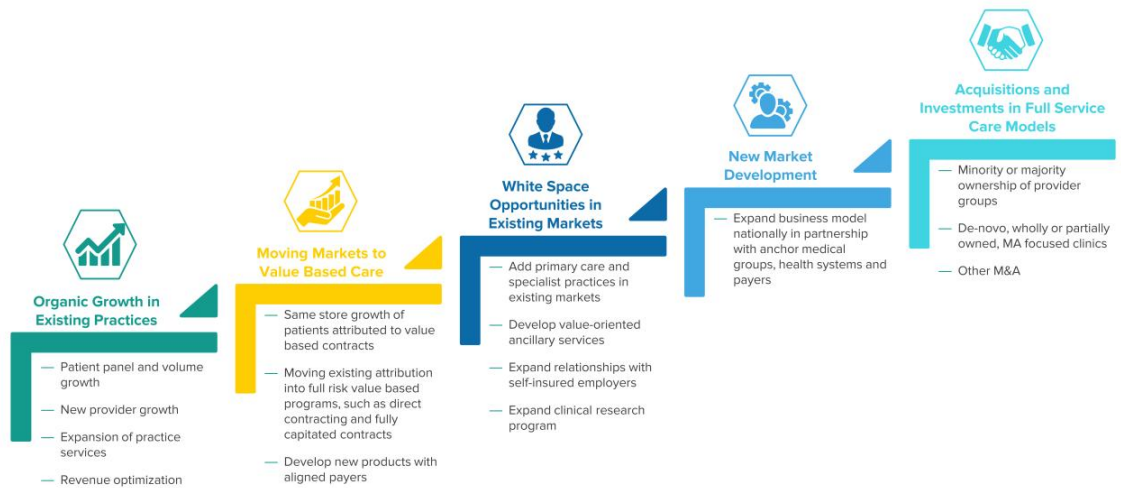 Organic Growth in
Existing Practices
— Patient panel and volume
growth
— New provider growth
— Expansion of practice
services
— Revenue optimization
Moving Markets to
Value Based Care
— Same store growth of
patients attributed to value
based contracts
— Moving existing attribution
into full risk value based
programs, such as direct
contracting and fully
capitated contracts
— Develop new products with
aligned payers
White Space
Opportunities in
Existing Markets
— Add primary care and
specialist practices in
existing markets
— Develop value-oriented
ancillary services
— Expand relationships with
self-insured employers
— Expand clinical research
program
New Market
Development
— Expand business model
nationally in partnership
with anchor medical
groups, health systems and
payers
Acquisitions and
Investments in Full Service
Care Models
— Minority or majority
ownership of provider
groups
— De-novo, wholly or partially
owned, MA focused clinics
— Other M&A